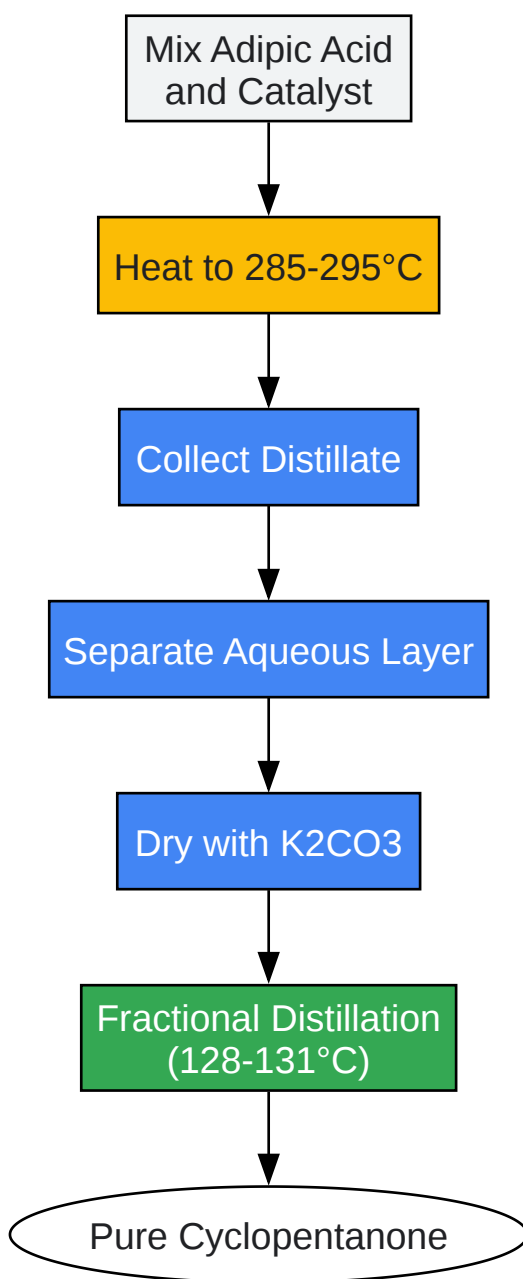 Mix Adipic Acid
and Catalyst
Heat to 285-295°C
Collect Distillate
Separate Aqueous Layer
Dry with K2CO3
Fractional Distillation
(128-131°C)
Pure Cyclopentanone